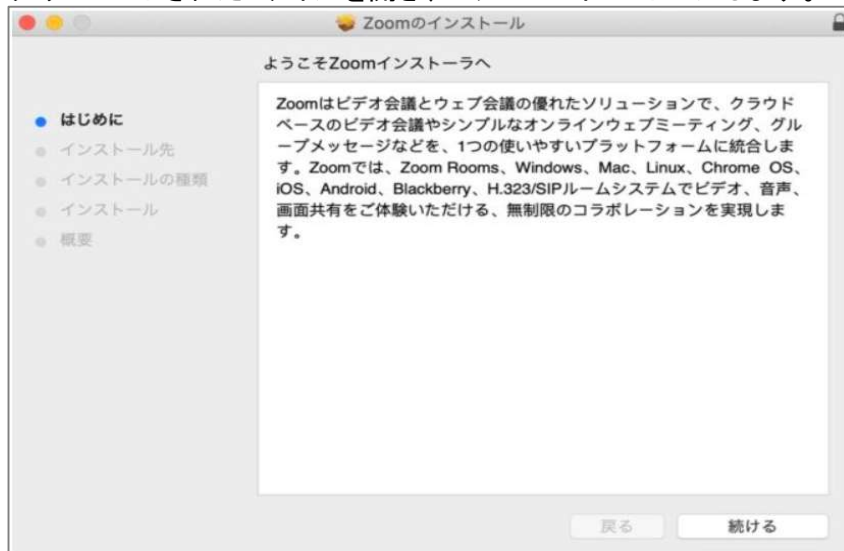 Zoomのインストール
ようこそZoomインストーラへ
はじめに
インストール先
インストールの種類
インストール
概要
Zoomはビデオ会議とウェブ会議の優れたソリューションで、クラウド
ベースのビデオ会議やシンプルなオンラインウェブミーティング、グル
ープメッセージなどを、1つの使いやすいプラットフォームに統合しま
す。Zoomでは、Zoom Rooms、Windows、Mac、Linux、Chrome OS、
iOS、Android、Blackberry、H.323/SIPルームシステムでビデオ、音声、
画面共有をご体験いただける、無制限のコラボレーションを実現しま
す。
戻る
続ける